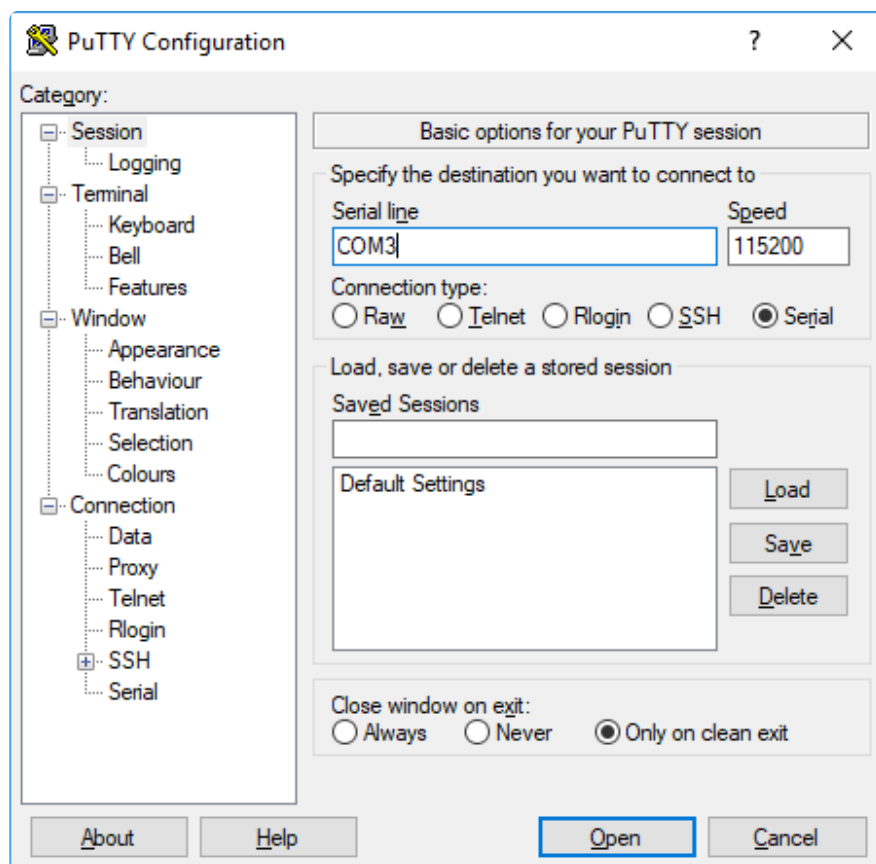 PuTTY Configuration
?
Category:
Session
Logging
Terminal
Keyboard
Bell
Features
Window
Appearance
Behaviour
Translation
Selection
Colours
Connection
Data
Proxy
Telnet
Rlogin
SSH
Serial
Basic options for your PuTTY session
Specify the destination you want to connect to
Serial line Speed
COM3 115200
Connection type:
Raw Telnet Rlogin SSH Serial
Load, save or delete a stored session
Saved Sessions
Default Settings
Load
Save
Delete
Close window on exit:
Always Never Only on clean exit
About Help Open Cancel